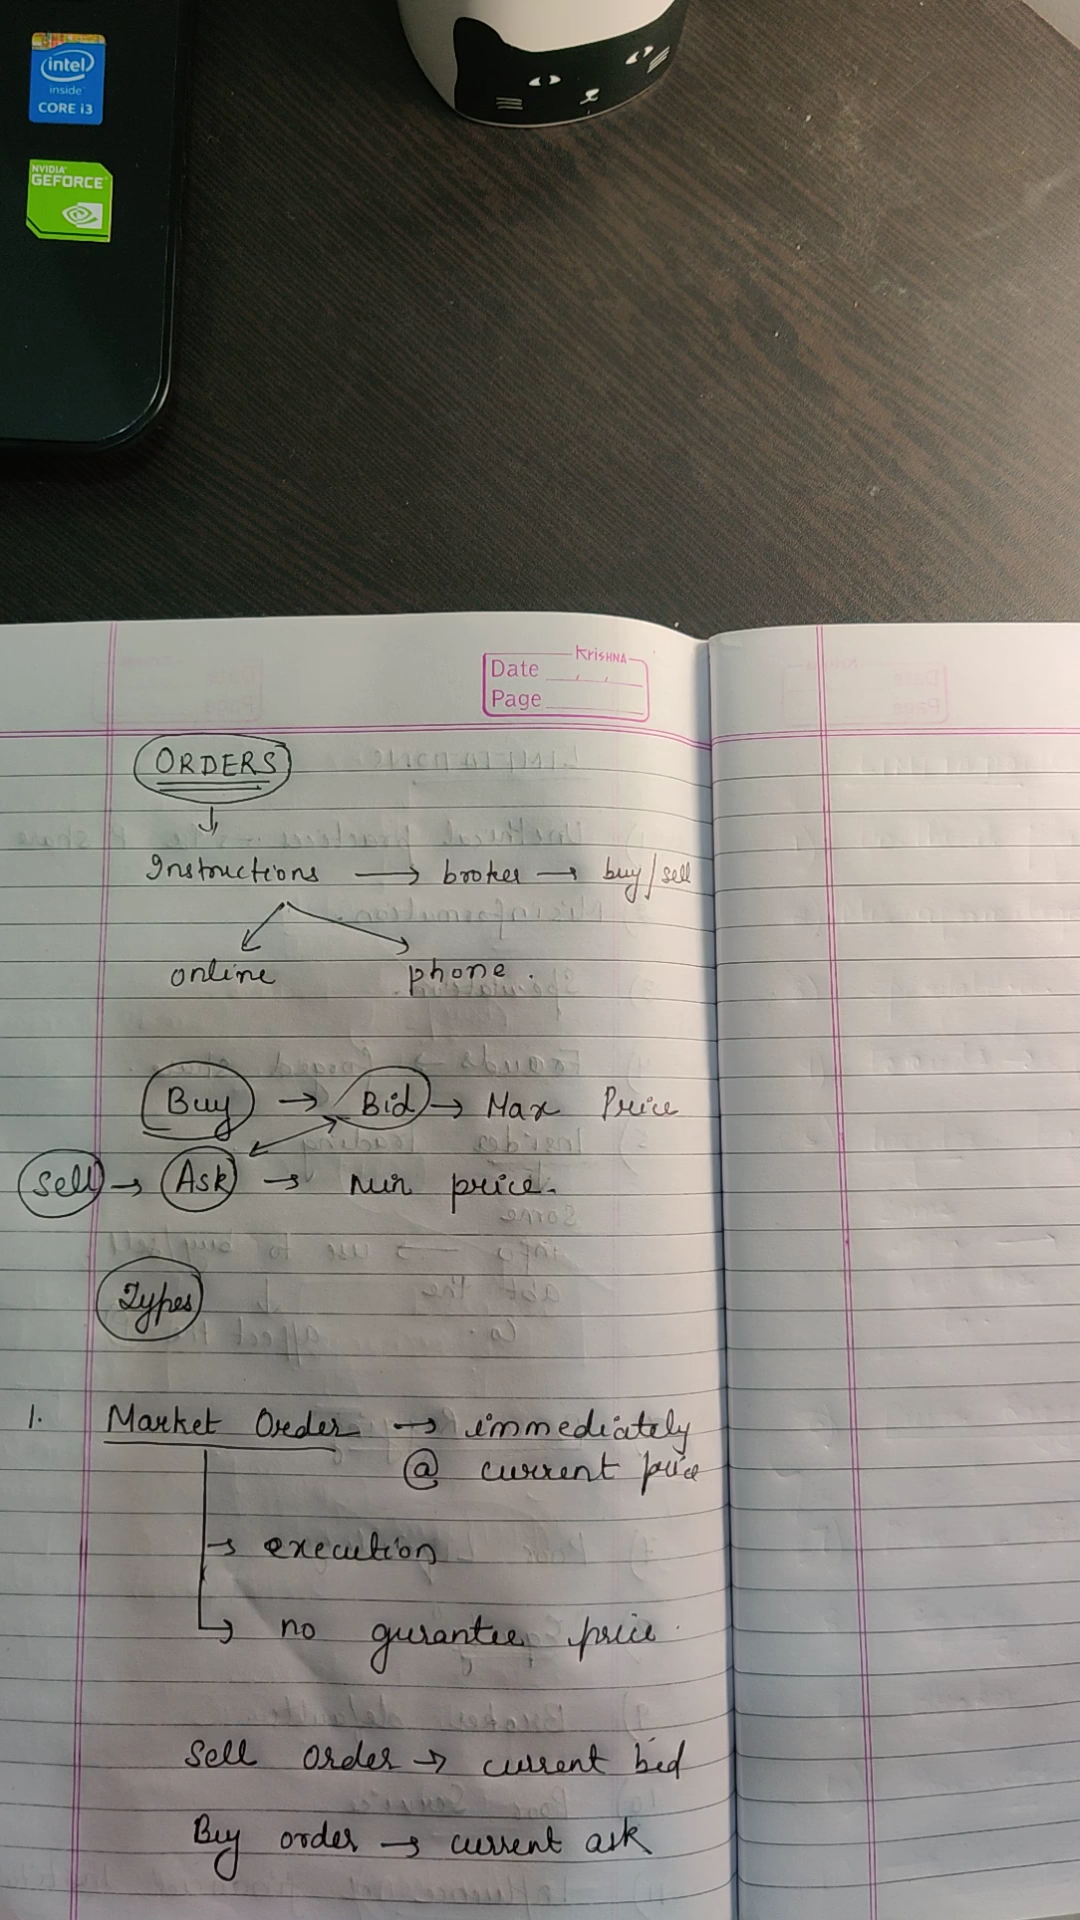 intel
inside
CORE i3
NVIDIA
GEFORCE
KRISHNA
Date
Page
ORDERS
↓
Instructions → broker → buy/sell
online phone.
Buy → Bid → Max Price
Sell → Ask → Min price.
Types
1. Market Order → immediately
@ current price
→ execution
→ no gurantee price.
Sell order → current bid
Buy order → current ask